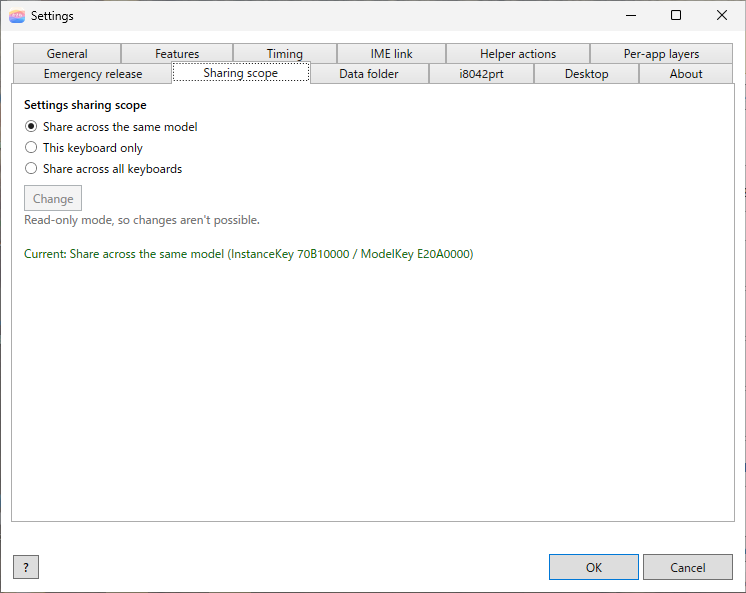 Settings
General Features Timing IME link Helper actions Per-app layers
Emergency release Sharing scope Data folder i8042prt Desktop About
Settings sharing scope
Share across the same model
This keyboard only
Share across all keyboards
Change
Read-only mode, so changes aren't possible.
Current: Share across the same model (InstanceKey 70B10000 / ModelKey E20A0000)
? OK Cancel